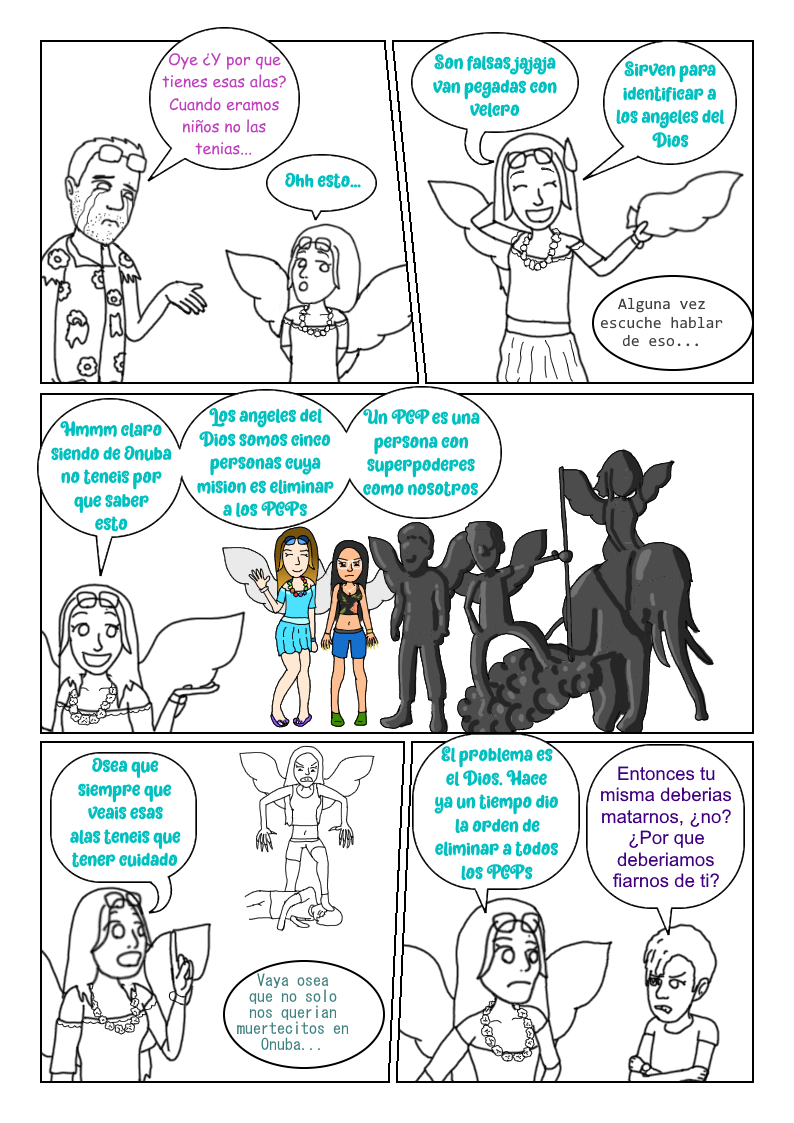 Oye ¿Y por que
tienes esas alas?
Cuando eramos
niños no las
tenias...
Ohh esto...
Son falsas jajaja
van pegadas con
velcro
Sirven para
identificar a
los angeles del
Dios
Alguna vez
escuche hablar
de eso...
Hmmm claro
siendo de Onuba
no teneis por
que saber
esto
Los angeles del
Dios somos cinco
personas cuya
mision es eliminar
a los PCPs
Un PCP es una
persona con
superpoderes
como nosotros
Osea que
siempre que
veais esas
alas teneis que
tener cuidado
Vaya osea
que no solo
nos querian
muertecitos en
Onuba...
El problema es
el Dios. Hace
ya un tiempo dio
la orden de
eliminar a todos
los PCPs
Entonces tu
misma deberias
matarnos, ¿no?
¿Por que
deberiamos
fiarnos de ti?